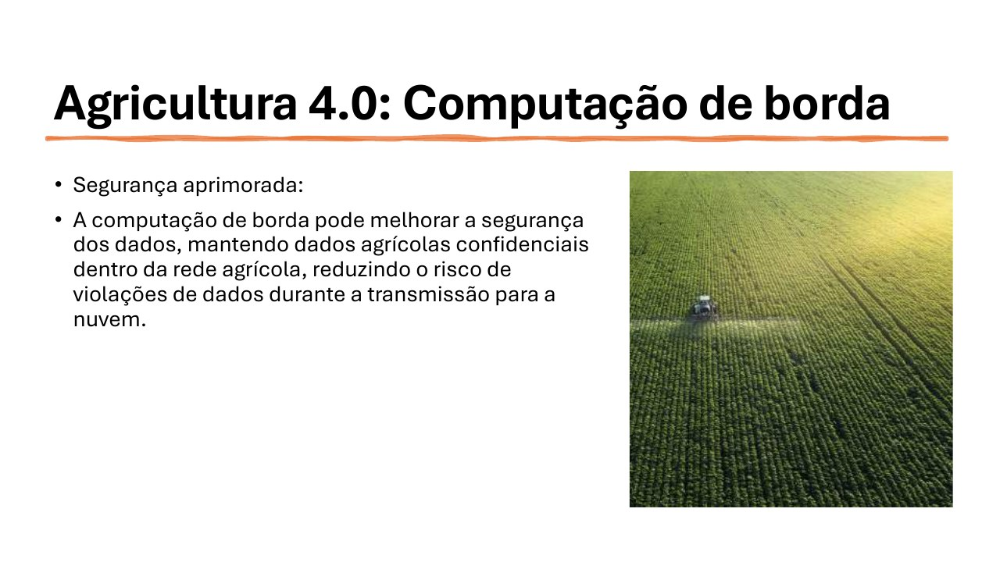 Agricultura 4.0: Computação de borda
• Segurança aprimorada:
• A computação de borda pode melhorar a segurança
dos dados, mantendo dados agrícolas confidenciais
dentro da rede agrícola, reduzindo o risco de
violações de dados durante a transmissão para a
nuvem.